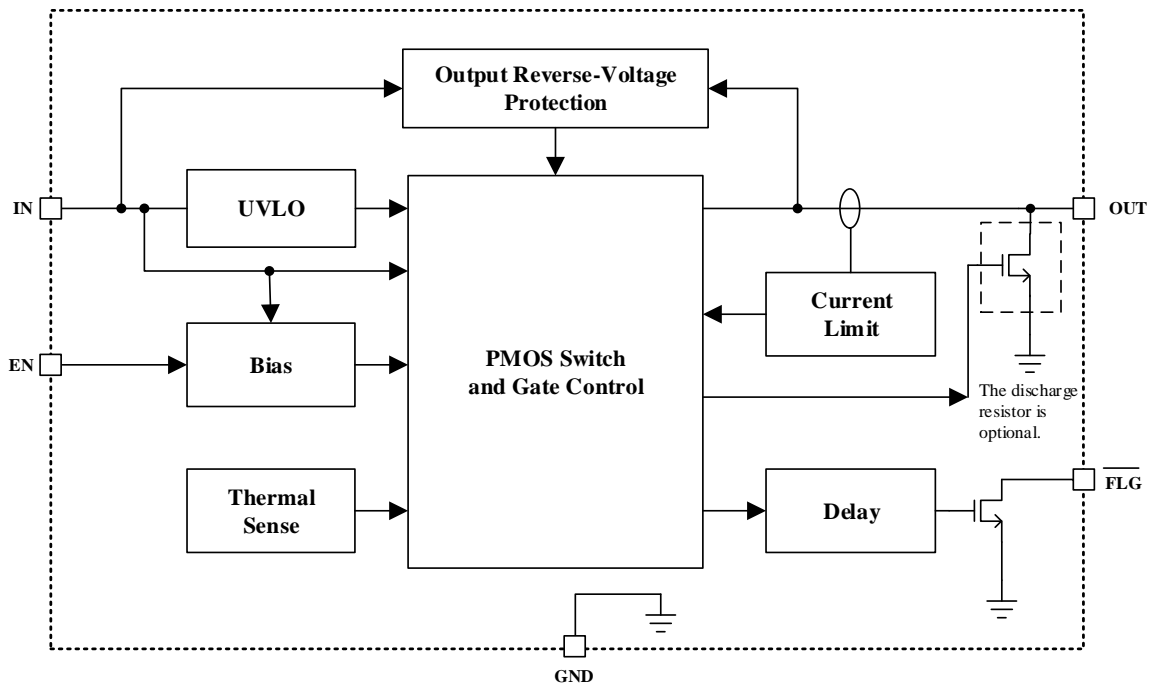 Output Reverse-Voltage
Protection
IN
UVLO
OUT
Current
Limit
EN
Bias
PMOS Switch
and Gate Control
The discharge
resistor is
optional.
Thermal
Sense
Delay
FLG
GND